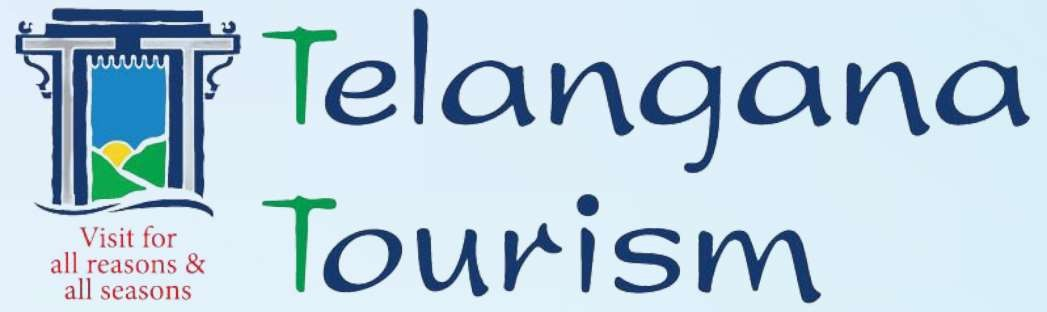 Telangana
Tourism
Visit for
all reasons &
all seasons